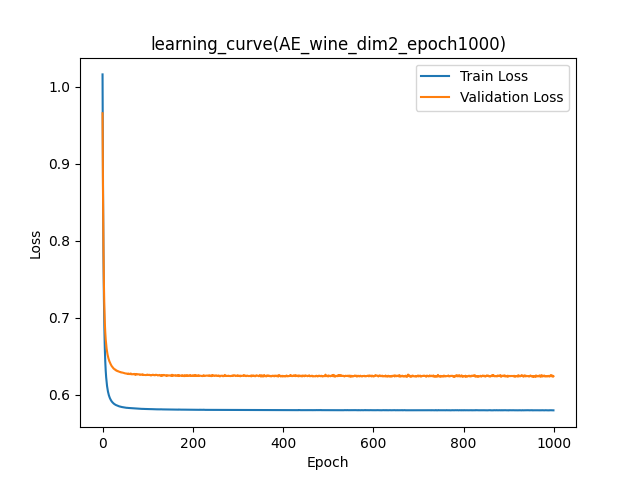 learning_curve(AE_wine_dim2_epoch1000)
Train Loss
Validation Loss
1.0
0.9
0.8
0.7
0.6
Loss
0 200 400 600 800 1000
Epoch